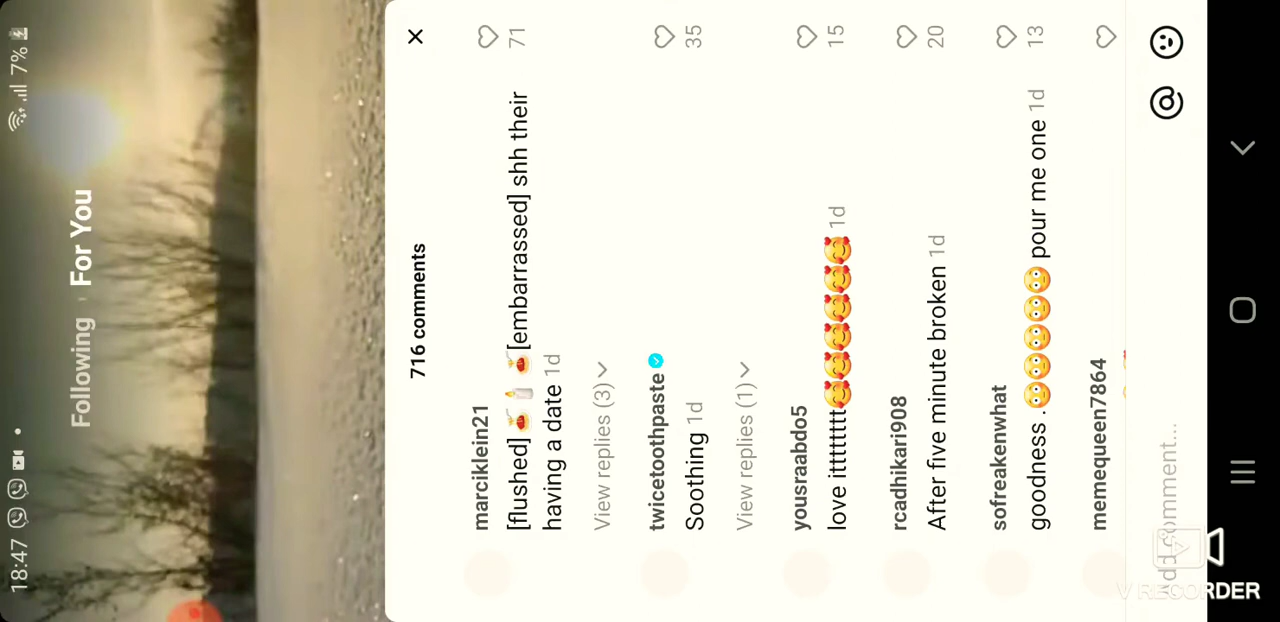 18:47 7%
Following For You
716 comments
marciklein21
[flushed] 🍝 🕯️ 🍝 [embarrassed] shh their
having a date 1d
71
View replies (3)
twicetoothpaste
Soothing 1d
35
View replies (1)
yousraabdo5
love itttttttt🥰🥰🥰🥰🥰🥰 1d
15
rcadhikari908
After five minute broken 1d
20
sofreakenwhat
goodness .😳😳😳😳😳 pour me one 1d
13
memequeen7864
Add comment... @
V RECORDER